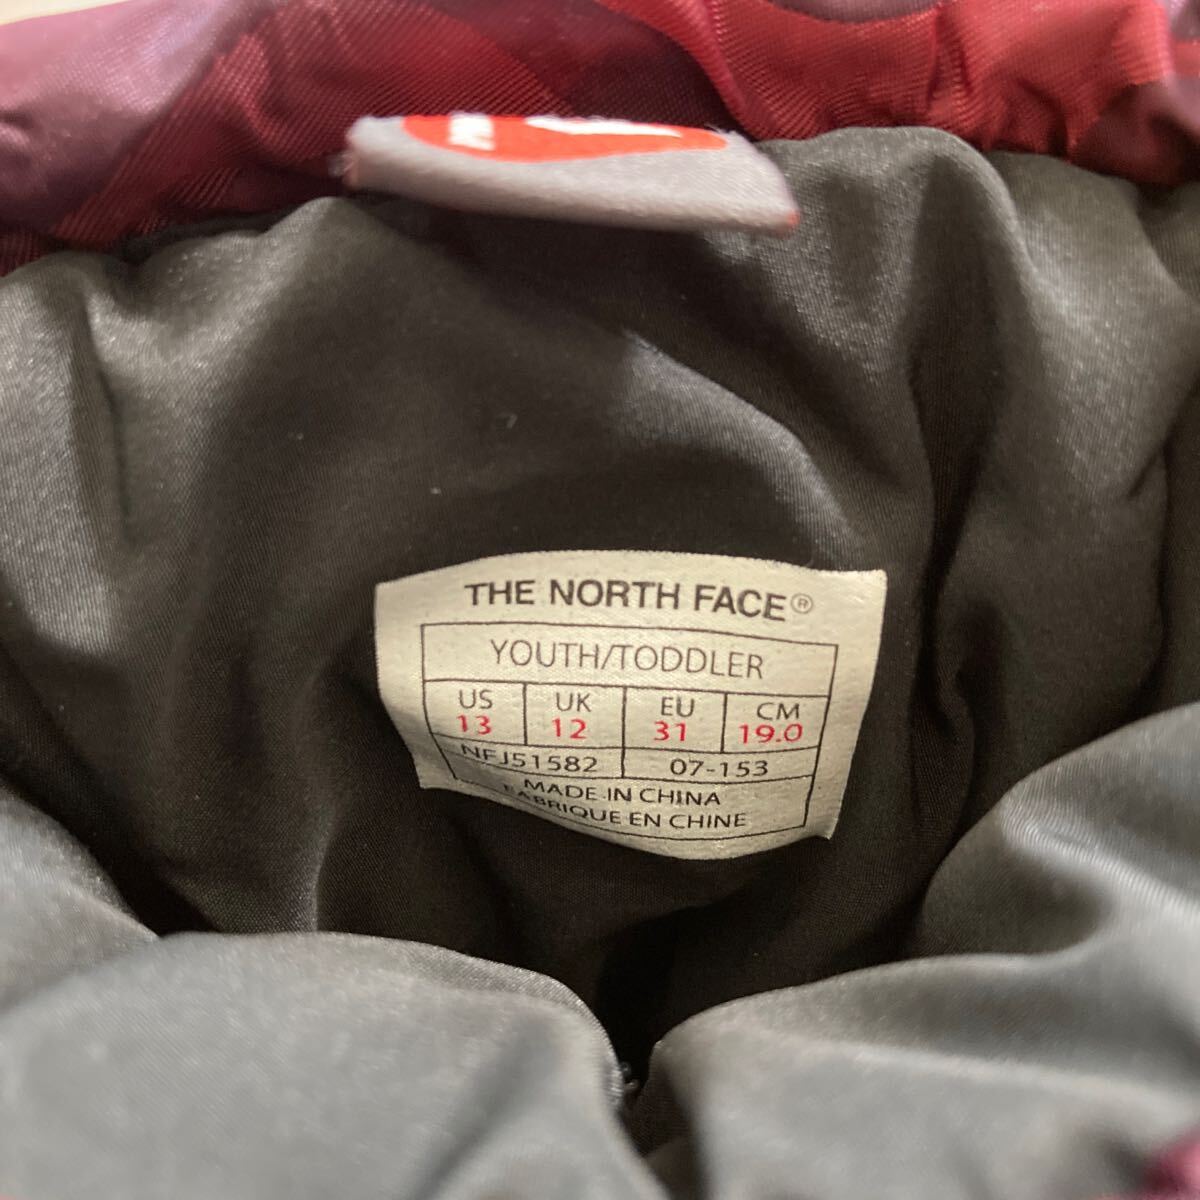 THE NORTH FACE®
YOUTH/TODDLER
US UK EU CM
13 12 31 19.0
NFJ51582 07-153
MADE IN CHINA
FABRIQUE EN CHINE